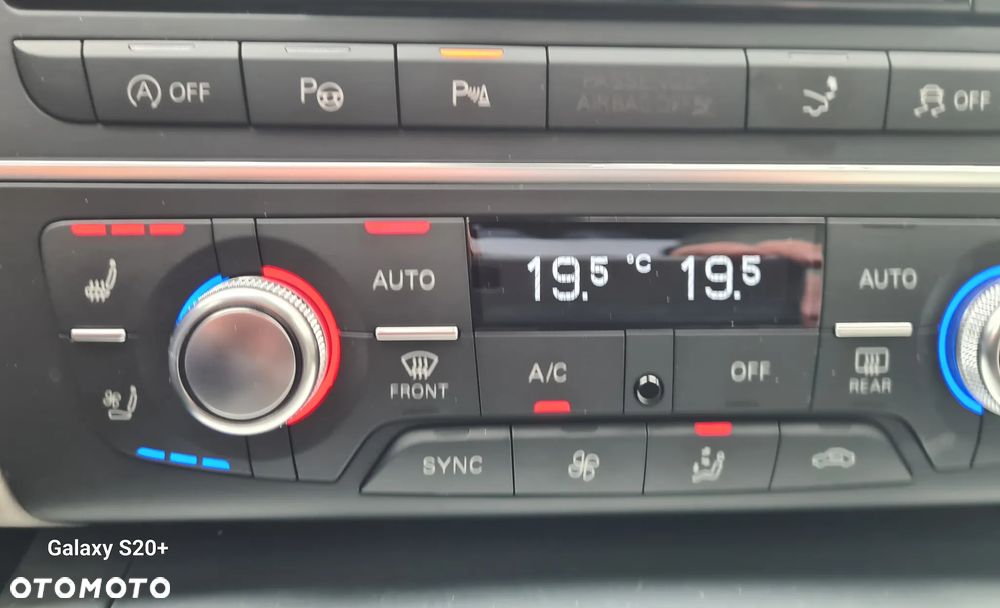 A OFF
P
P
PASSENGER
AIRBAG OFF
OFF
AUTO
19.5 °C 19.5
AUTO
FRONT
A/C
OFF
REAR
SYNC
Galaxy S20+
OTOMOTO